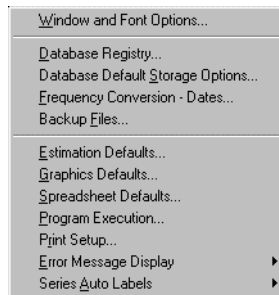 Window and Font Options...
Database Registry...
Database Default Storage Options...
Frequency Conversion - Dates...
Backup Files...
Estimation Defaults...
Graphics Defaults...
Spreadsheet Defaults...
Program Execution...
Print Setup...
Error Message Display
Series Auto Labels